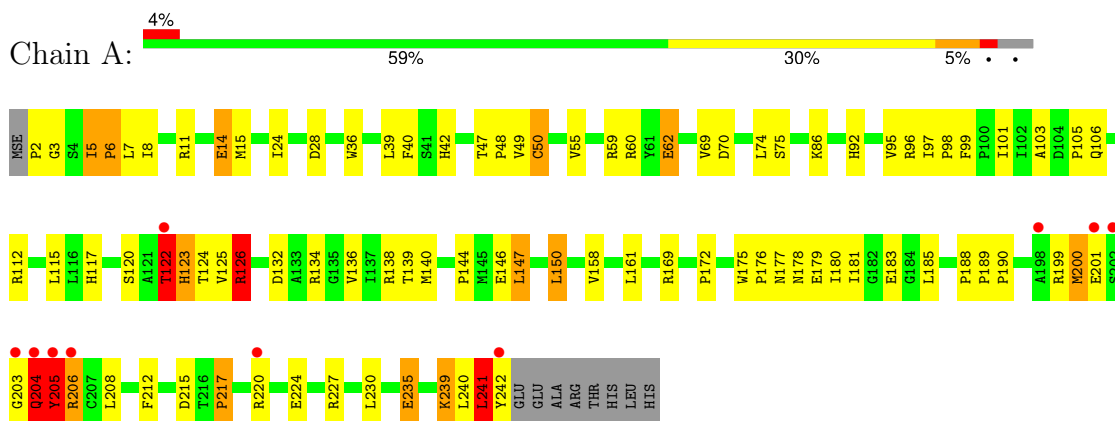 4%
Chain A:
59% 30% 5% • •
MSE P2 G3 S4 I5 P6 L7 I8 R11 E14 M15 I24 D28 W36 L39 F40 S41 H42 T47 P48 V49 C50 V55 R59 R60 Y61 E62 V69 D70 L74 S75 K86 H92 V95 R96 I97 P98 F99 P100 I101 I102 A103 D104 P105 Q106
R112 L115 L116 H117 S120 A121 T122 H123 T124 V125 R126 D132 A133 R134 G135 V136 I137 R138 T139 M140 P144 M145 E146 L147 L150 V158 L161 R169 P172 W175 P176 N177 N178 E179 I180 I181 G182 E183 G184 L185 P188 P189 P190 A198 R199 M200 E201 S202
G203 Q204 Y205 R206 C207 L208 F212 D215 T216 P217 R220 E224 R227 L230 E235 K239 L240 L241 Y242 GLU GLU ALA ARG THR HIS LEU HIS